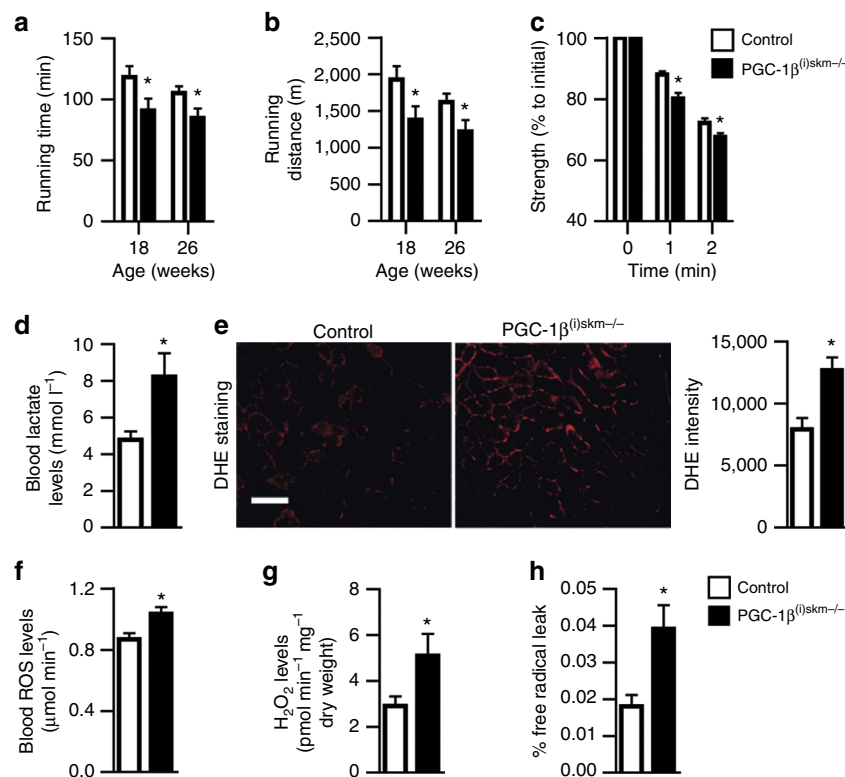 a
Running time (min)
150
100
50
0
18 26
Age (weeks)
*
*
b
Running
distance (m)
2,500
2,000
1,500
1,000
500
0
18 26
Age (weeks)
*
*
c
Strength (% to initial)
100
80
60
40
0 1 2
Time (min)
*
*
Control
PGC-1β(i)skm–/–
d
Blood lactate
levels (mmol l–1)
10
8
6
4
2
0
*
e
Control
PGC-1β(i)skm–/–
DHE staining
DHE intensity
15,000
10,000
5,000
0
*
f
Blood ROS levels
(μmol min–1)
1.2
0.8
0.4
0.0
*
g
H2O2 levels
(pmol min–1 mg–1
dry weight)
8
6
4
2
0
*
h
% free radical leak
0.05
0.04
0.03
0.02
0.01
0.00
*
Control
PGC-1β(i)skm–/–